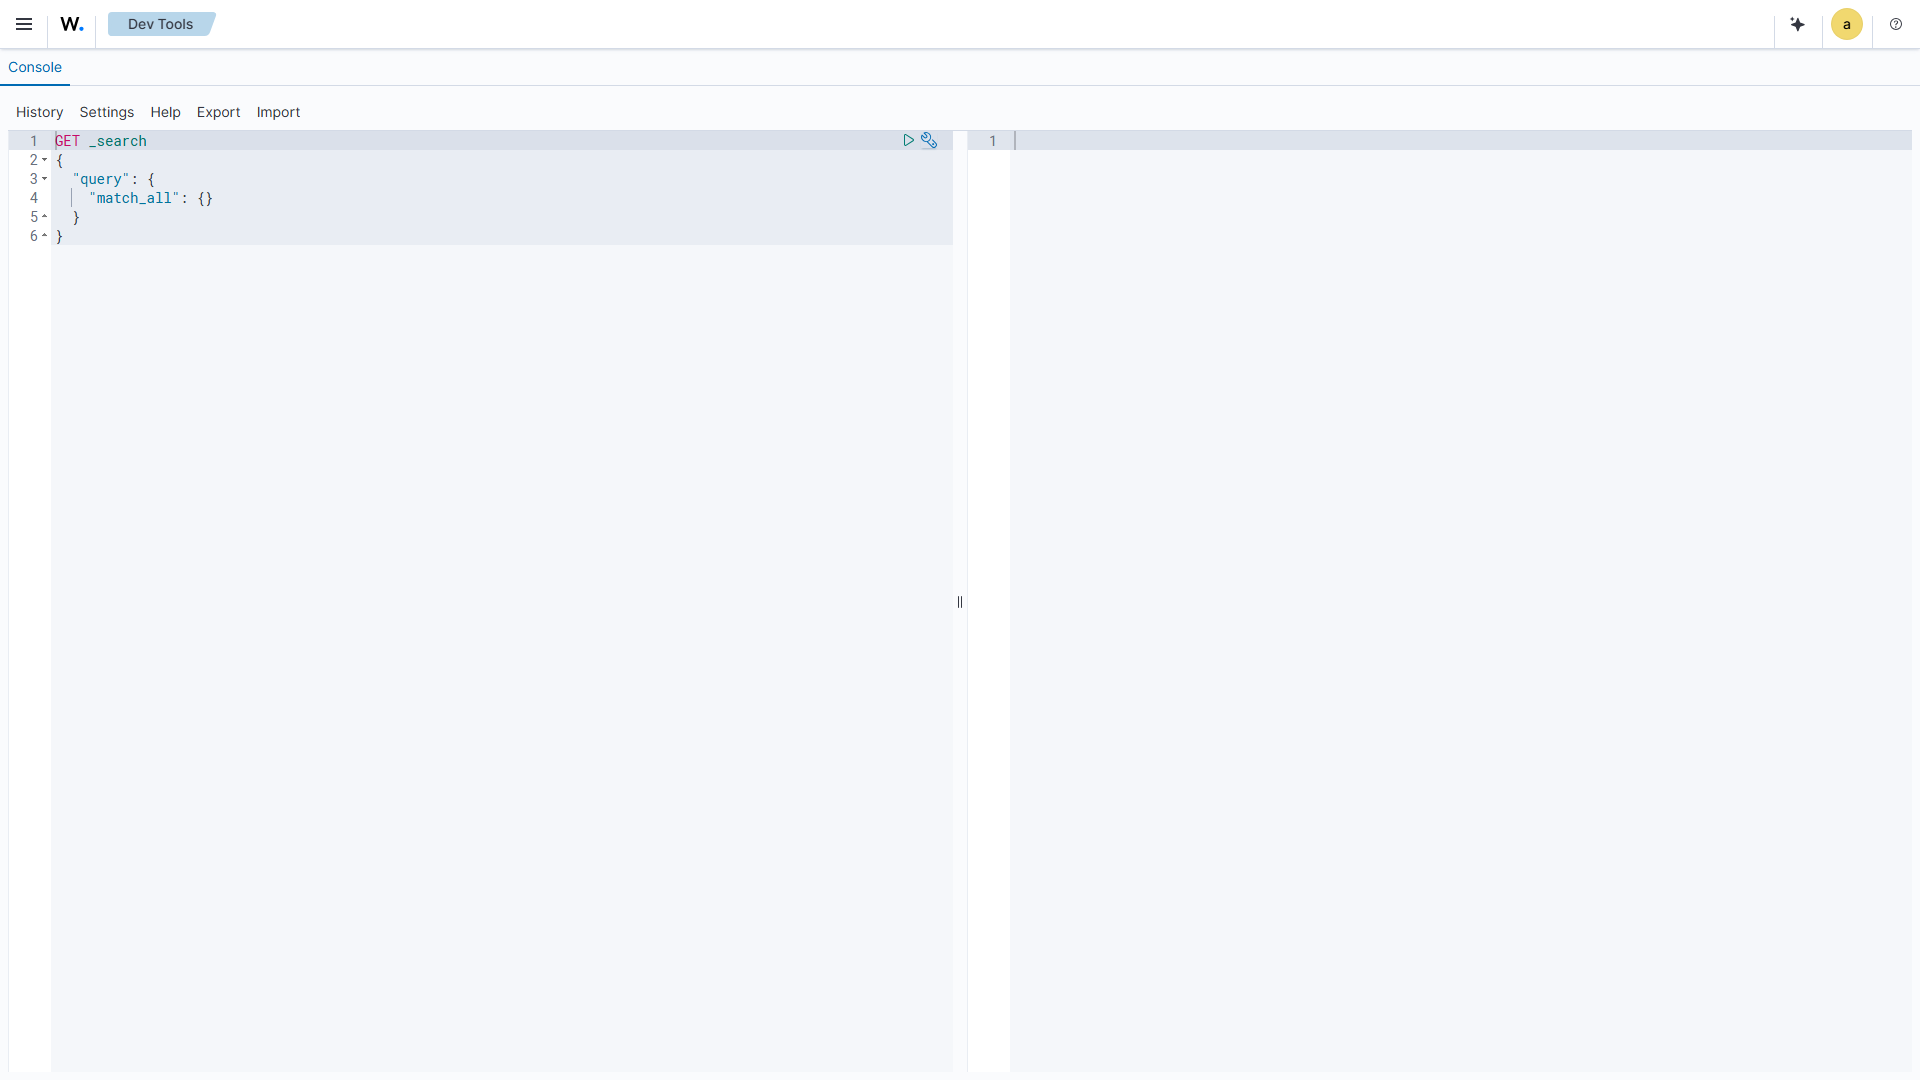 W. Dev Tools a
Console
History Settings Help Export Import
1 GET _search 1
2 {
3 "query": {
4 "match_all": {}
5 }
6 }